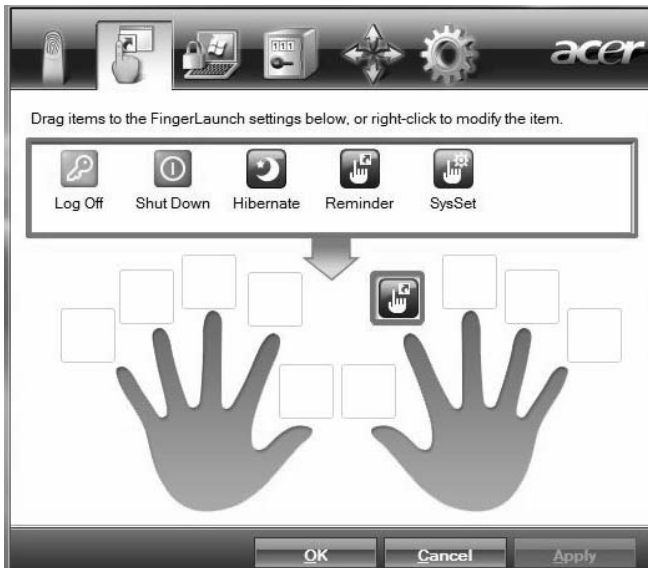 111
acer
Drag items to the FingerLaunch settings below, or right-click to modify the item.
Log Off Shut Down Hibernate Reminder SysSet
OK Cancel Apply